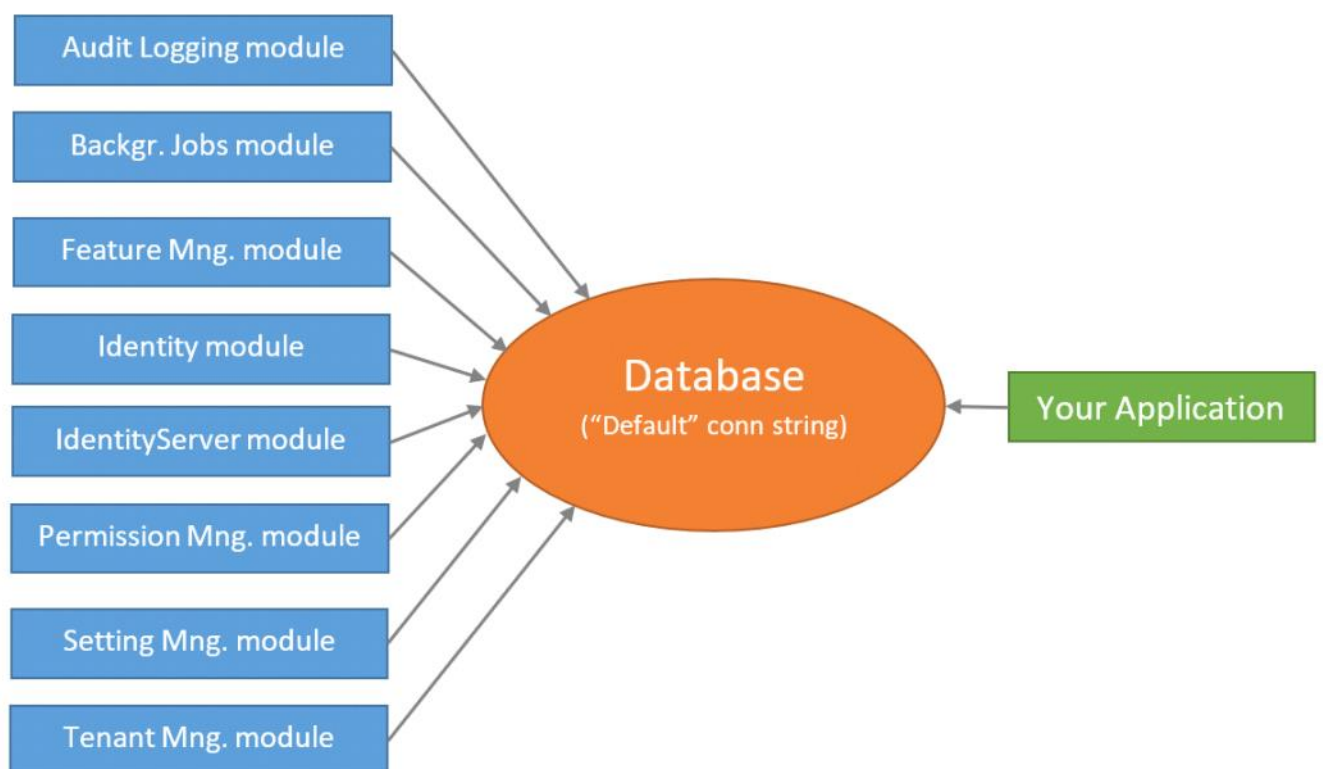 Audit Logging module
Backgr. Jobs module
Feature Mng. module
Identity module
IdentityServer module
Permission Mng. module
Setting Mng. module
Tenant Mng. module
Database
(“Default” conn string)
Your Application